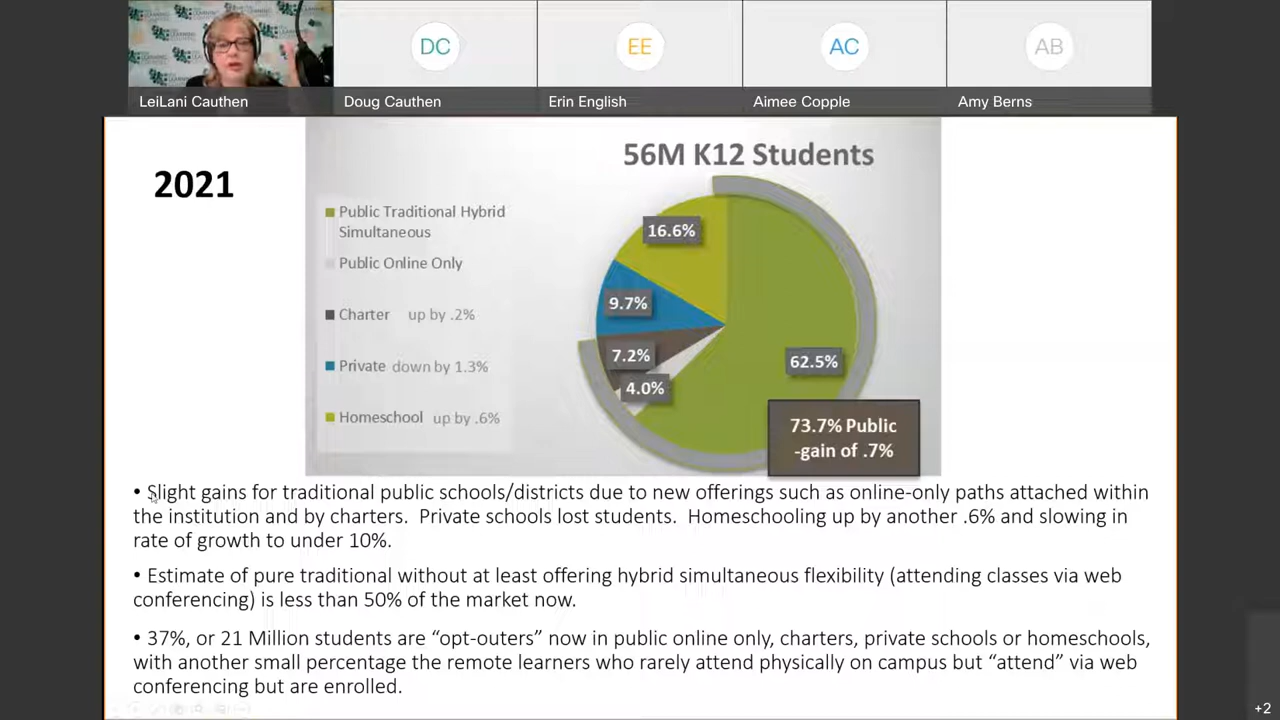 DC
EE
AC
AB
LeiLani Cauthen
Doug Cauthen
Erin English
Aimee Copple
Amy Berns
2021
56M K12 Students
Public Traditional Hybrid
Simultaneous
Public Online Only
Charter up by .2%
Private down by 1.3%
Homeschool up by .6%
16.6%
9.7%
7.2%
4.0%
62.5%
73.7% Public
-gain of .7%
• Slight gains for traditional public schools/districts due to new offerings such as online-only paths attached within
the institution and by charters. Private schools lost students. Homeschooling up by another .6% and slowing in
rate of growth to under 10%.
• Estimate of pure traditional without at least offering hybrid simultaneous flexibility (attending classes via web
conferencing) is less than 50% of the market now.
• 37%, or 21 Million students are “opt-outers” now in public online only, charters, private schools or homeschools,
with another small percentage the remote learners who rarely attend physically on campus but “attend” via web
conferencing but are enrolled.
+2